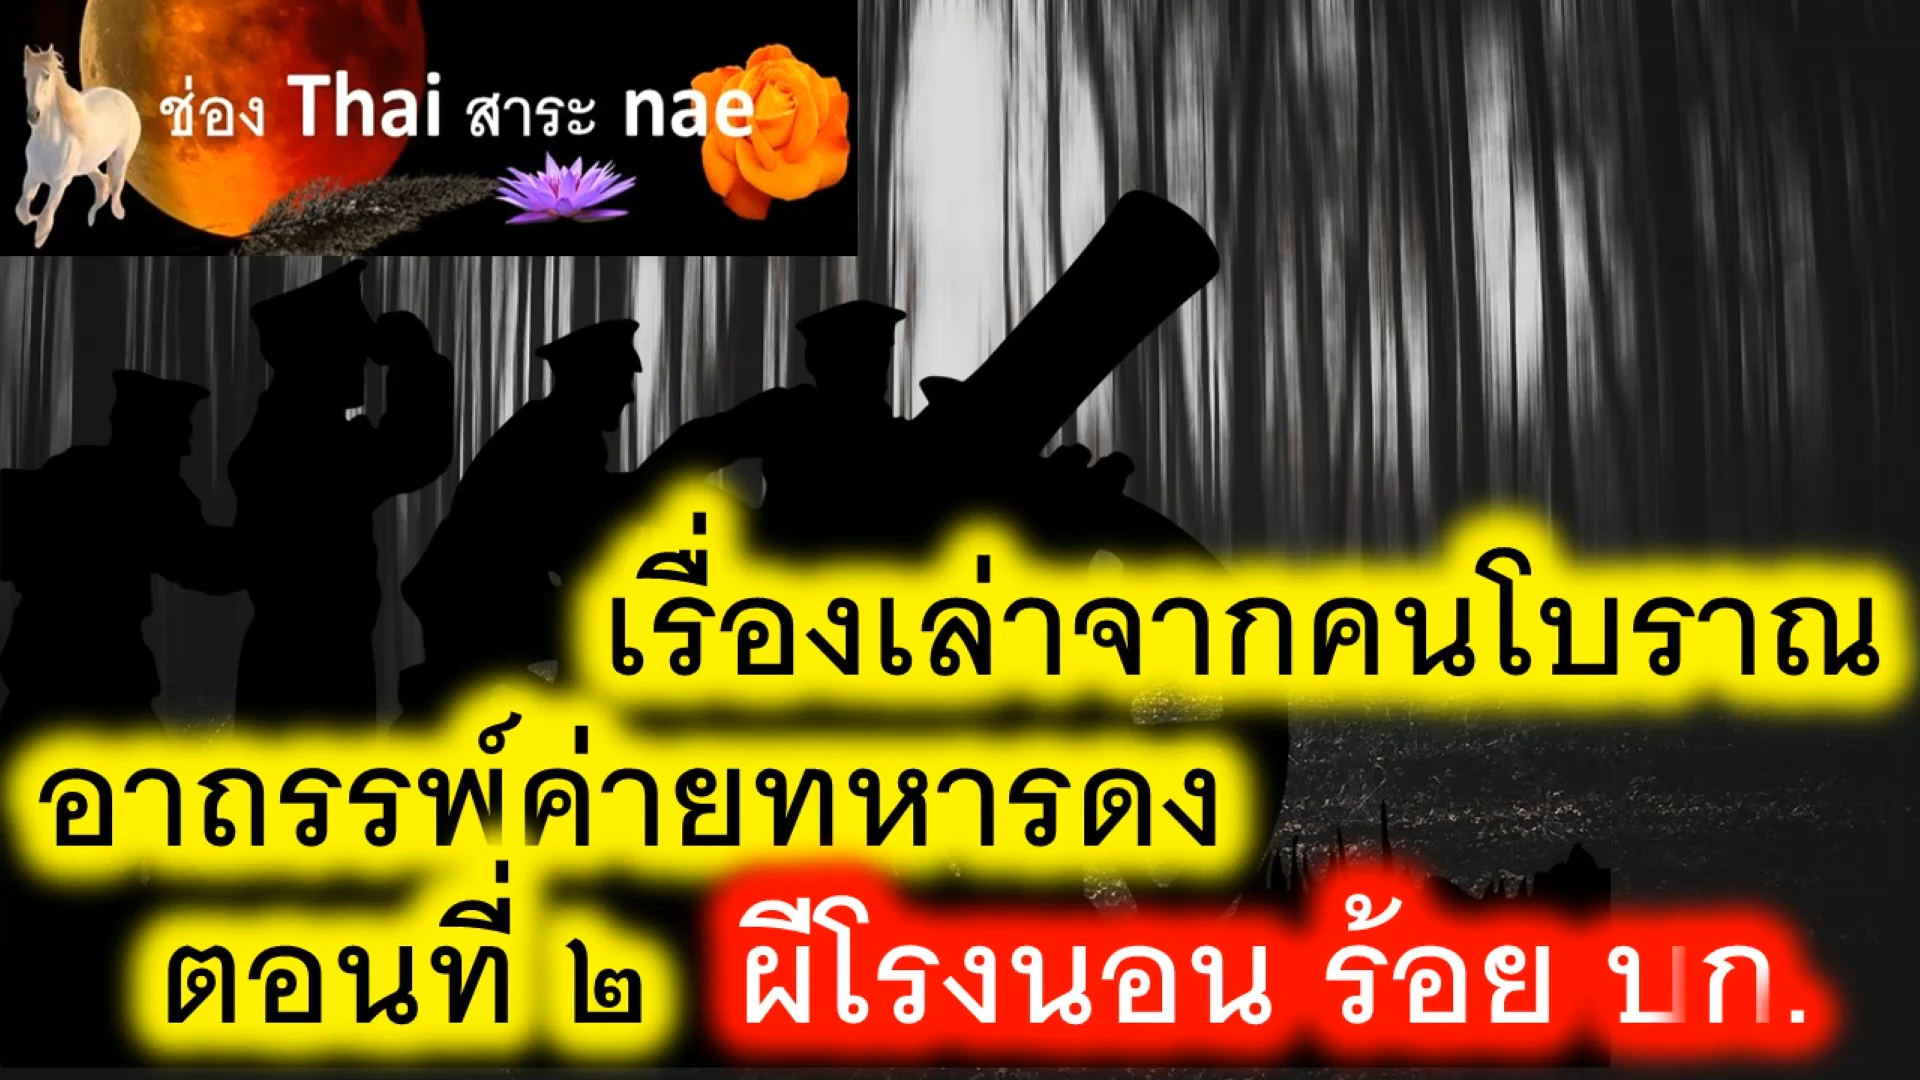 ช่อง Thai สาระ nae
เรื่องเล่าจากคนโบราณ
อาถรรพ์ค่ายทหารดง
ตอนที่ ๒ ผีโรงนอน ร้อย บก.